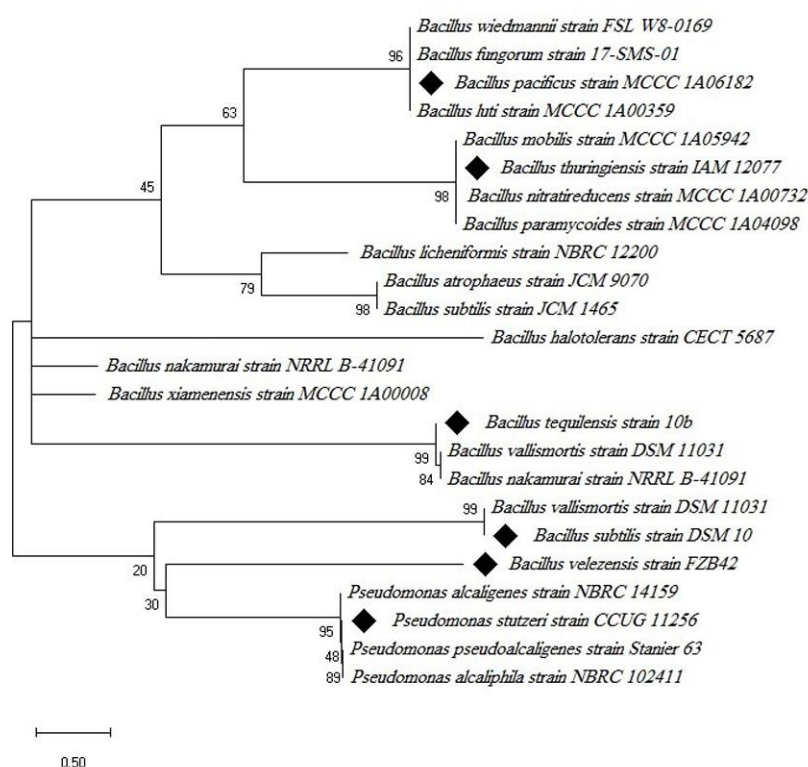 Bacillus wiedmannii strain FSL W8-0169
Bacillus fungorum strain 17-SMS-01
96
Bacillus pacificus strain MCCC 1A06182
Bacillus luti strain MCCC 1A00359
63
Bacillus mobilis strain MCCC 1A05942
Bacillus thuringiensis strain IAM 12077
45
98
Bacillus nitratireducens strain MCCC 1A00732
Bacillus paramycoides strain MCCC 1A04098
Bacillus licheniformis strain NBRC 12200
79
Bacillus atrophaeus strain JCM 9070
98
Bacillus subtilis strain JCM 1465
Bacillus halotolerans strain CECT 5687
Bacillus nakamurai strain NRRL B-41091
Bacillus xiamenensis strain MCCC 1A00008
Bacillus tequilensis strain 10b
99
Bacillus vallismortis strain DSM 11031
84
Bacillus nakamurai strain NRRL B-41091
99
Bacillus vallismortis strain DSM 11031
Bacillus subtilis strain DSM 10
20
Bacillus velezensis strain FZB42
30
Pseudomonas alcaligenes strain NBRC 14159
95
Pseudomonas stutzeri strain CCUG 11256
48
Pseudomonas pseudoalcaligenes strain Stanier 63
89
Pseudomonas alcaliphila strain NBRC 102411
0.50